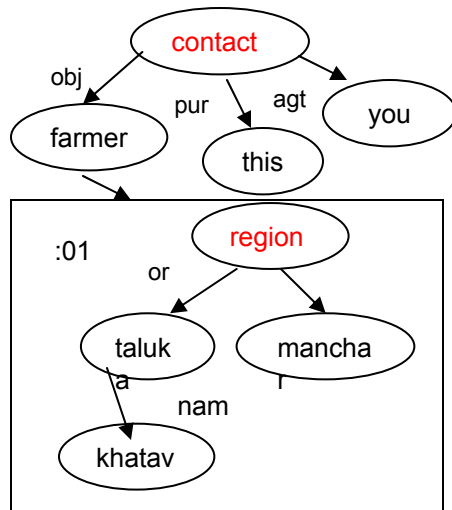 contact
obj
pur
agt
you
farmer
this
region
:01
or
taluk
a
mancha
r
nam
khatav